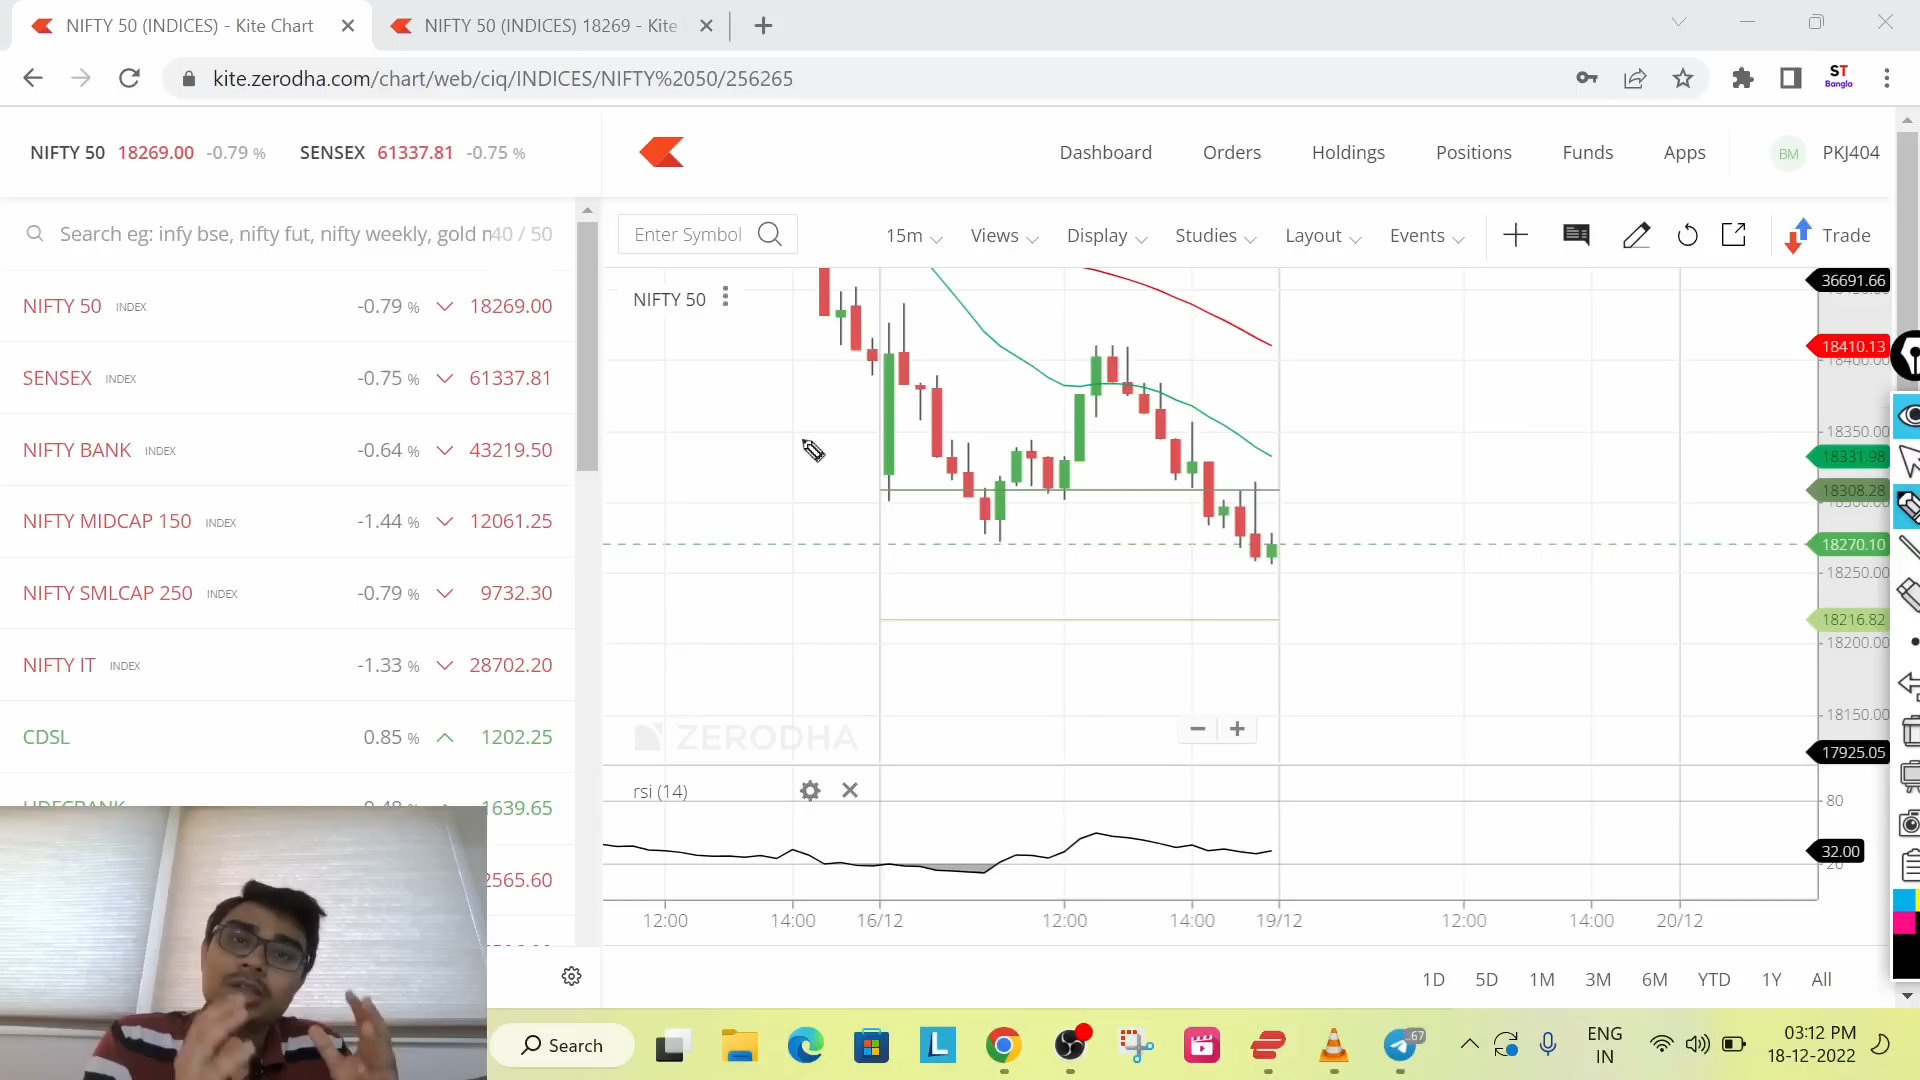 NIFTY 50 (INDICES) - Kite Chart
NIFTY 50 (INDICES) 18269 - Kite
kite.zerodha.com/chart/web/ciq/INDICES/NIFTY%2050/256265
ST
Bangla
NIFTY 50 18269.00 -0.79 % SENSEX 61337.81 -0.75 %
Dashboard Orders Holdings Positions Funds Apps BM PKJ404
Search eg: infy bse, nifty fut, nifty weekly, gold 40 / 50
Enter Symbol 15m Views Display Studies Layout Events Trade
NIFTY 50 INDEX -0.79 % 18269.00
SENSEX INDEX -0.75 % 61337.81
NIFTY BANK INDEX -0.64 % 43219.50
NIFTY MIDCAP 150 INDEX -1.44 % 12061.25
NIFTY SMLCAP 250 INDEX -0.79 % 9732.30
NIFTY IT INDEX -1.33 % 28702.20
CDSL 0.85 % 1202.25
1639.65
2565.60
NIFTY 50
36691.66
18410.13
18400.00
18350.00
18331.98
18308.28
18270.10
18250.00
18216.82
18200.00
18150.00
17925.05
ZERODHA
rsi (14)
80
32.00
20
12:00 14:00 16/12 12:00 14:00 19/12 12:00 14:00 20/12
1D 5D 1M 3M 6M YTD 1Y All
Search
L
67
ENG
IN
03:12 PM
18-12-2022